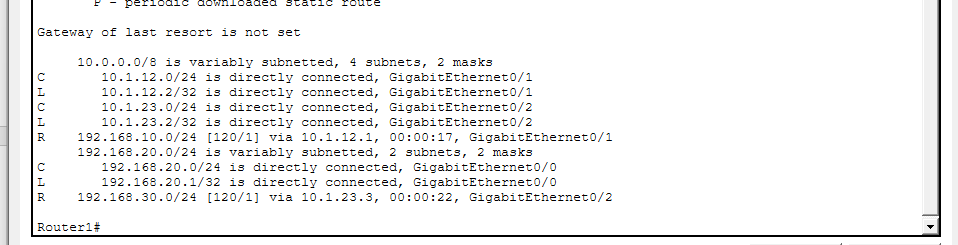 P - periodic downloaded static route
Gateway of last resort is not set
10.0.0.0/8 is variably subnetted, 4 subnets, 2 masks
C 10.1.12.0/24 is directly connected, GigabitEthernet0/1
L 10.1.12.2/32 is directly connected, GigabitEthernet0/1
C 10.1.23.0/24 is directly connected, GigabitEthernet0/2
L 10.1.23.2/32 is directly connected, GigabitEthernet0/2
R 192.168.10.0/24 [120/1] via 10.1.12.1, 00:00:17, GigabitEthernet0/1
192.168.20.0/24 is variably subnetted, 2 subnets, 2 masks
C 192.168.20.0/24 is directly connected, GigabitEthernet0/0
L 192.168.20.1/32 is directly connected, GigabitEthernet0/0
R 192.168.30.0/24 [120/1] via 10.1.23.3, 00:00:22, GigabitEthernet0/2
Router1#